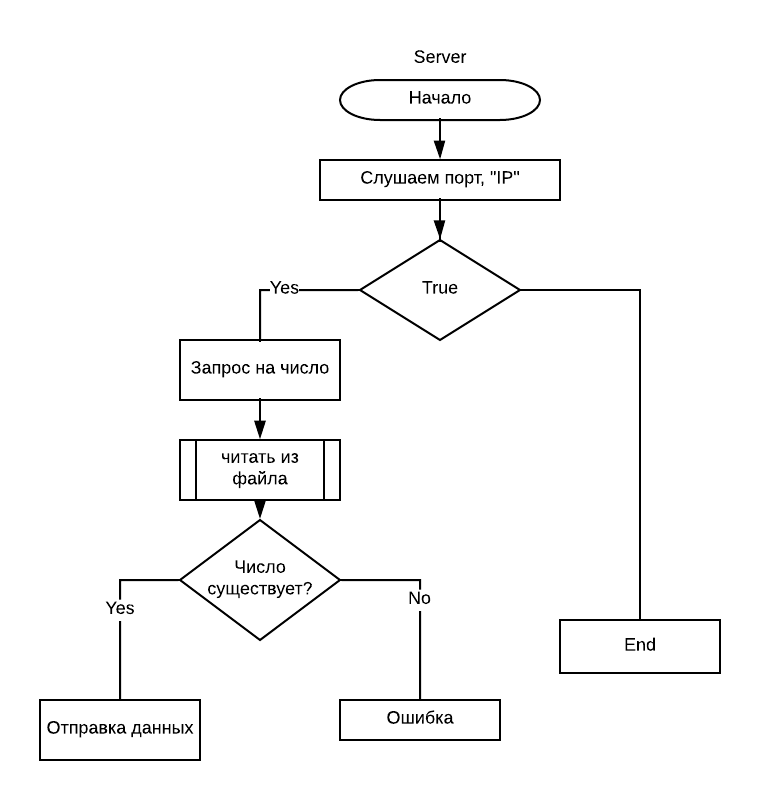 Server
Начало
Слушаем порт, "IP"
True
Yes
Запрос на число
читать из
файла
Число
существует?
Yes
No
End
Отправка данных
Ошибка